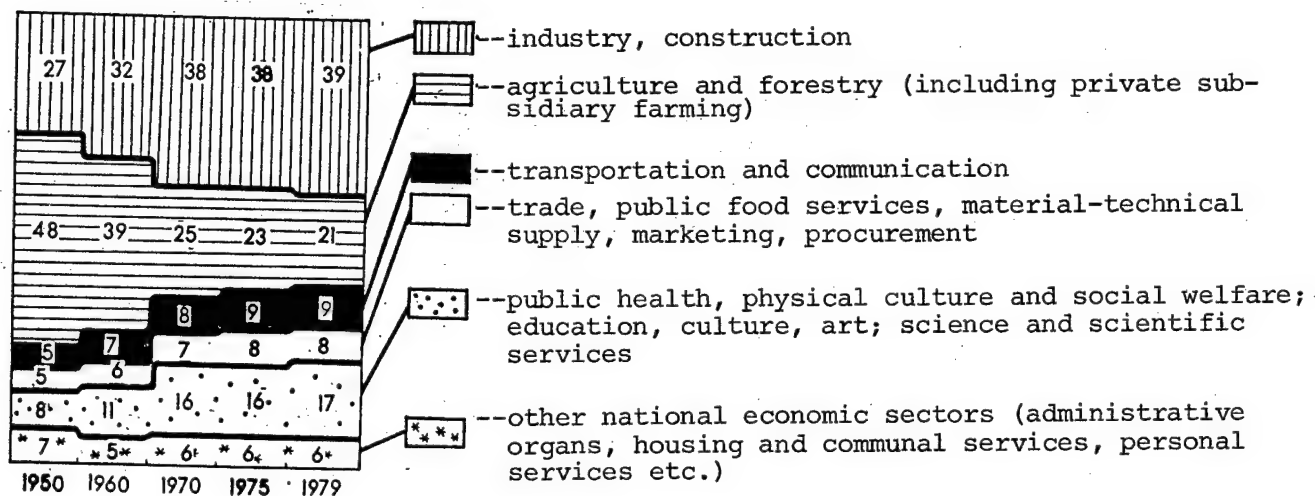 27 32 38 38 39
48 39 25 23 21
5 7 8 9 9
5 6 7 8 8
8 11 16 16 17
7 5 6 6 6
1950 1960 1970 1975 1979
--industry, construction
--agriculture and forestry (including private sub-
sidiary farming)
--transportation and communication
--trade, public food services, material-technical
supply, marketing, procurement
--public health, physical culture and social welfare;
education, culture, art; science and scientific
services
--other national economic sectors (administrative
organs, housing and communal services, personal
services etc.)